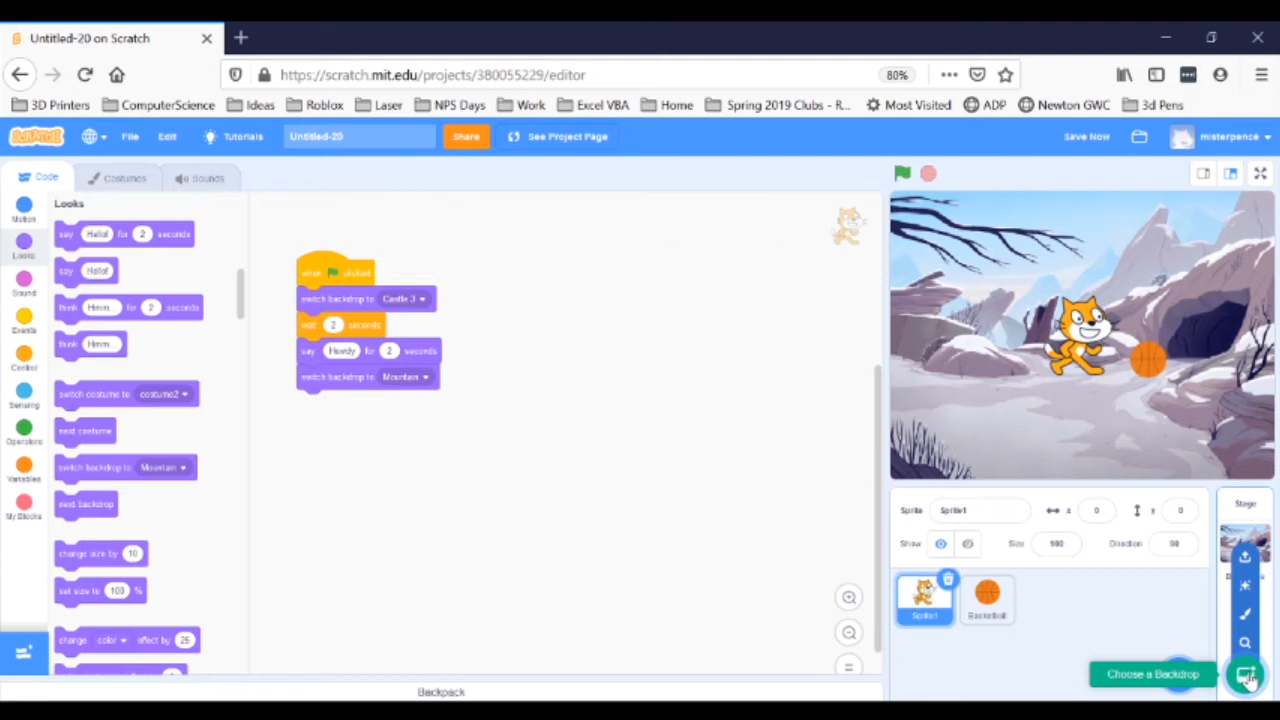 Untitled-20 on Scratch
https://scratch.mit.edu/projects/380055229/editor 80%
3D Printers ComputerScience Ideas Roblox Laser NPS Days Work Excel VBA Home Spring 2019 Clubs - R... Most Visited ADP Newton GWC 3d Pens
SCRATCH File Edit Tutorials Untitled-20 Share See Project Page Save Now misterpence
Code Costumes Sounds
Motion
Looks
Sound
Events
Control
Sensing
Operators
Variables
My Blocks
Looks
say Hello! for 2 seconds
say Hello!
think Hmm... for 2 seconds
think Hmm...
switch costume to costume2
next costume
switch backdrop to Mountain
next backdrop
change size by 10
set size to 100 %
change color effect by 25
when clicked
switch backdrop to Castle 3
wait 2 seconds
say Howdy for 2 seconds
switch backdrop to Mountain
Sprite Sprite1 x 0 y 0
Show Size 100 Direction 90
Sprite1 Basketball
Stage
Choose a Backdrop
Backpack